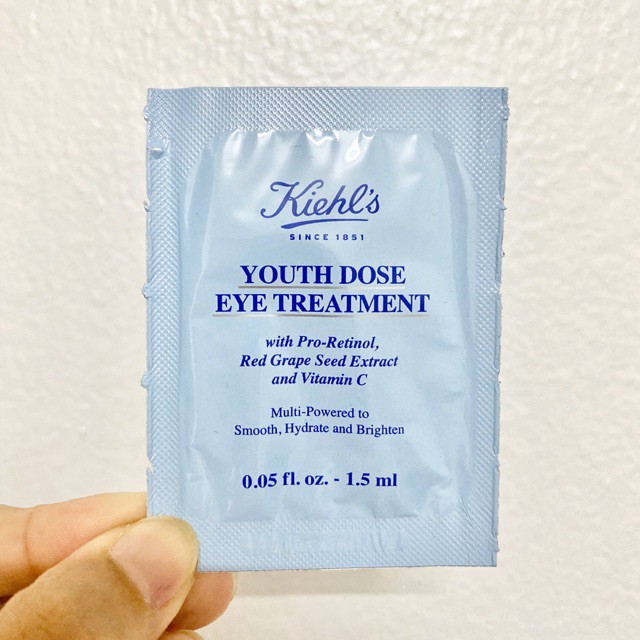 Kiehl's
SINCE 1851
YOUTH DOSE
EYE TREATMENT
with Pro-Retinol,
Red Grape Seed Extract
and Vitamin C
Multi-Powered to
Smooth, Hydrate and Brighten
0.05 fl. oz. - 1.5 ml